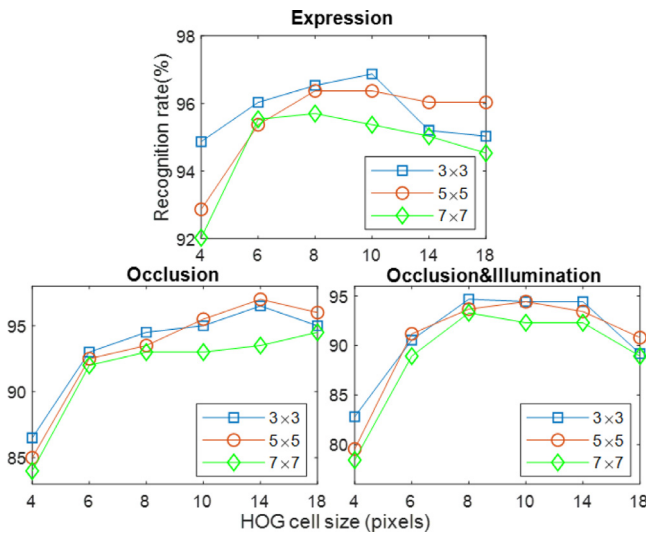 Expression
Recognition rate(%)
98
96
94
92
4 6 8 10 14 18
3×3
5×5
7×7
Occlusion
95
90
85
4 6 8 10 14 18
3×3
5×5
7×7
Occlusion&Illumination
95
90
85
80
4 6 8 10 14 18
3×3
5×5
7×7
HOG cell size (pixels)